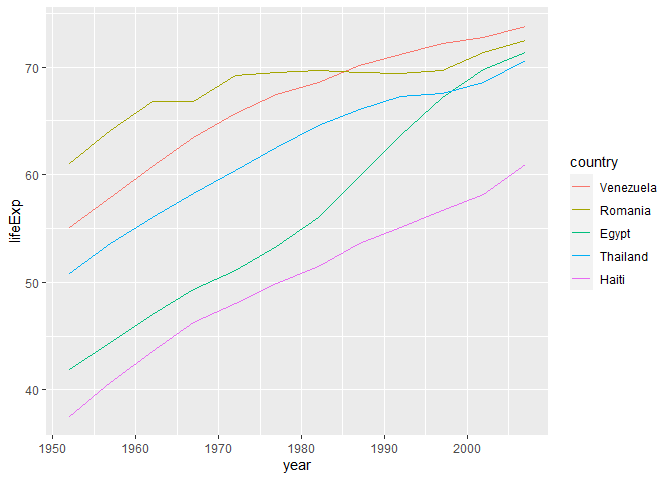 70
60
50
40
lifeExp
1950
1960
1970
1980
1990
2000
year
country
Venezuela
Romania
Egypt
Thailand
Haiti